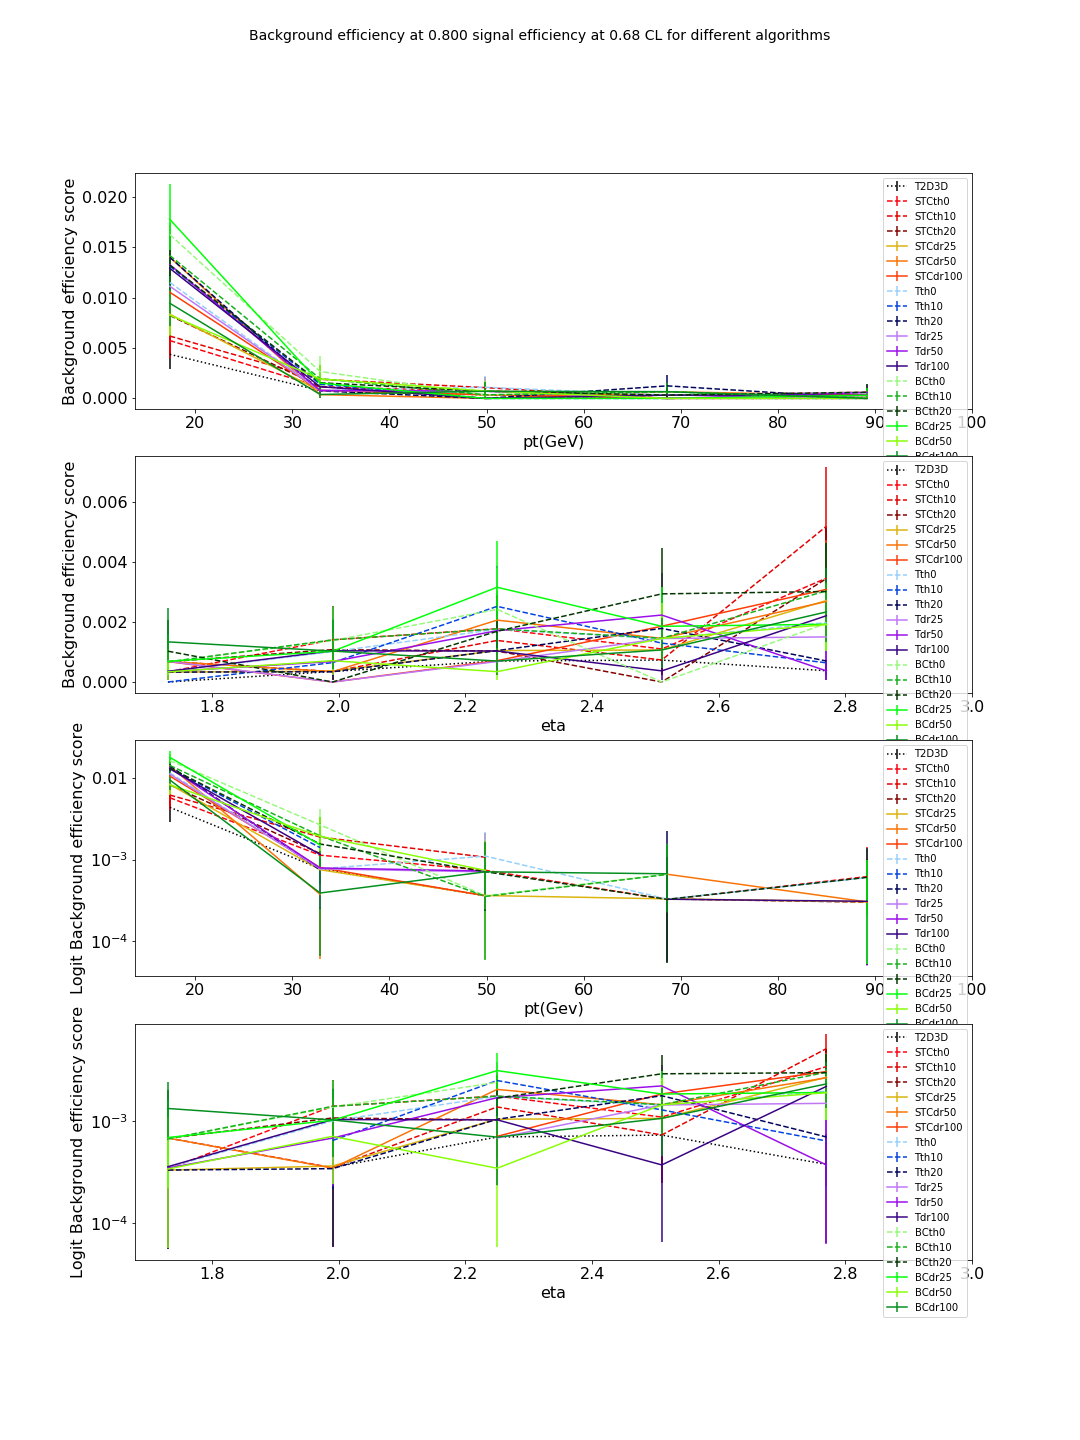 Background efficiency at 0.800 signal efficiency at 0.68 CL for different algorithms
Background efficiency score
0.020
0.015
0.010
0.005
0.000
20 30 40 50 60 70 80 90 100
pt(GeV)
T2D3D
STCth0
STCth10
STCth20
STCdr25
STCdr50
STCdr100
Tth0
Tth10
Tth20
Tdr25
Tdr50
Tdr100
BCth0
BCth10
BCth20
BCdr25
BCdr50
BCdr100
Background efficiency score
0.006
0.004
0.002
0.000
1.8 2.0 2.2 2.4 2.6 2.8 3.0
eta
T2D3D
STCth0
STCth10
STCth20
STCdr25
STCdr50
STCdr100
Tth0
Tth10
Tth20
Tdr25
Tdr50
Tdr100
BCth0
BCth10
BCth20
BCdr25
BCdr50
BCdr100
Logit Background efficiency score
0.01
10⁻³
10⁻⁴
20 30 40 50 60 70 80 90 100
pt(Gev)
T2D3D
STCth0
STCth10
STCth20
STCdr25
STCdr50
STCdr100
Tth0
Tth10
Tth20
Tdr25
Tdr50
Tdr100
BCth0
BCth10
BCth20
BCdr25
BCdr50
BCdr100
Logit Background efficiency score
10⁻³
10⁻⁴
1.8 2.0 2.2 2.4 2.6 2.8 3.0
eta
T2D3D
STCth0
STCth10
STCth20
STCdr25
STCdr50
STCdr100
Tth0
Tth10
Tth20
Tdr25
Tdr50
Tdr100
BCth0
BCth10
BCth20
BCdr25
BCdr50
BCdr100